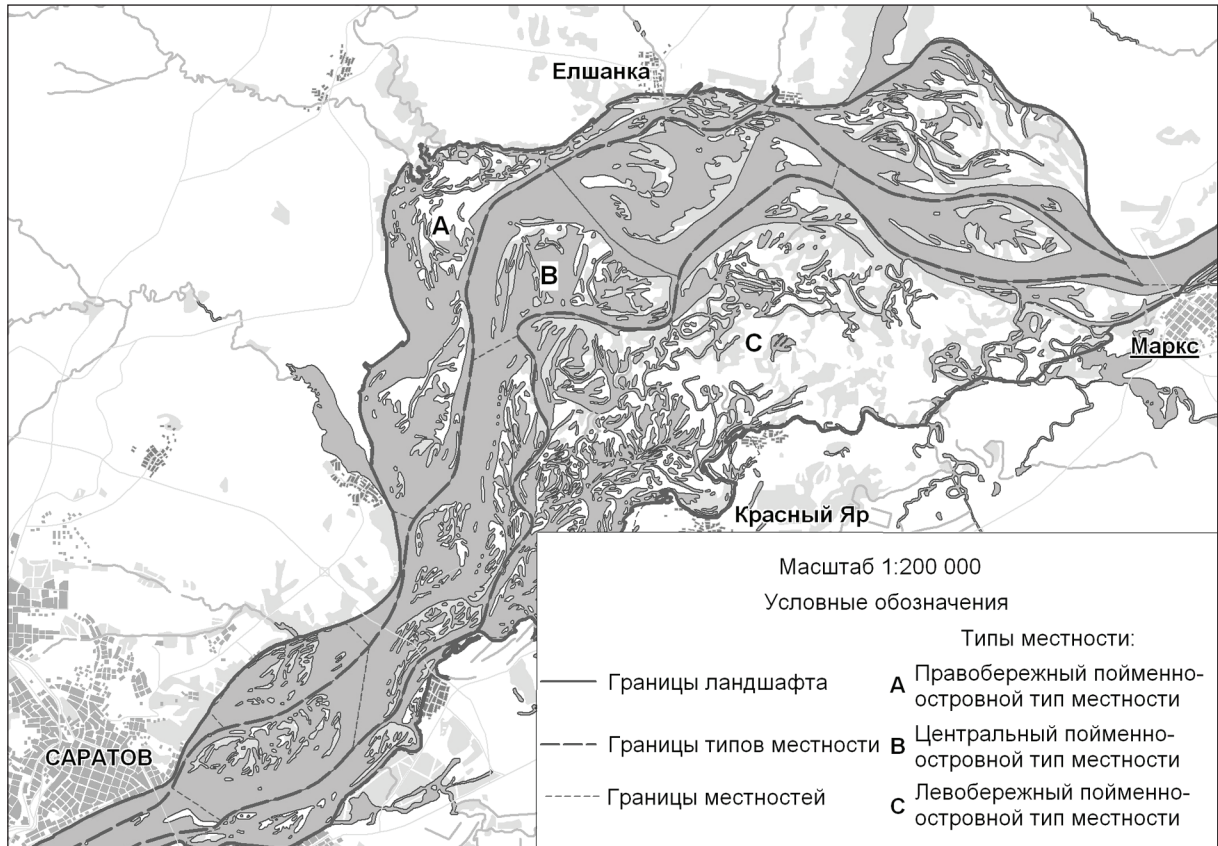 Елшанка
А
В
С
Маркс
Красный Яр
САРАТОВ
Масштаб 1:200 000
Условные обозначения
Типы местности:
Границы ландшафта
А Правобережный пойменно-
островной тип местности
Границы типов местности
В Центральный пойменно-
островной тип местности
Границы местностей
С Левобережный пойменно-
островной тип местности